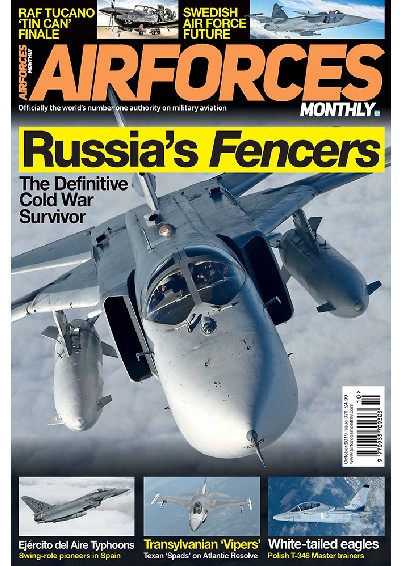 RAF TUCANO
'TIN CAN'
FINALE
SWEDISH
AIR FORCE
FUTURE
AIRFORCES
MONTHLY
AIRFORCES
MONTHLY.
Officially the world's number one authority on military aviation
Russia's Fencers
The Definitive
Cold War
Survivor
Ejército del Aire Typhoons
Swing-role pioneers in Spain
Transylvanian 'Vipers'
Texan 'Spads' on Atlantic Resolve
White-tailed eagles
Polish T-346 Master trainers